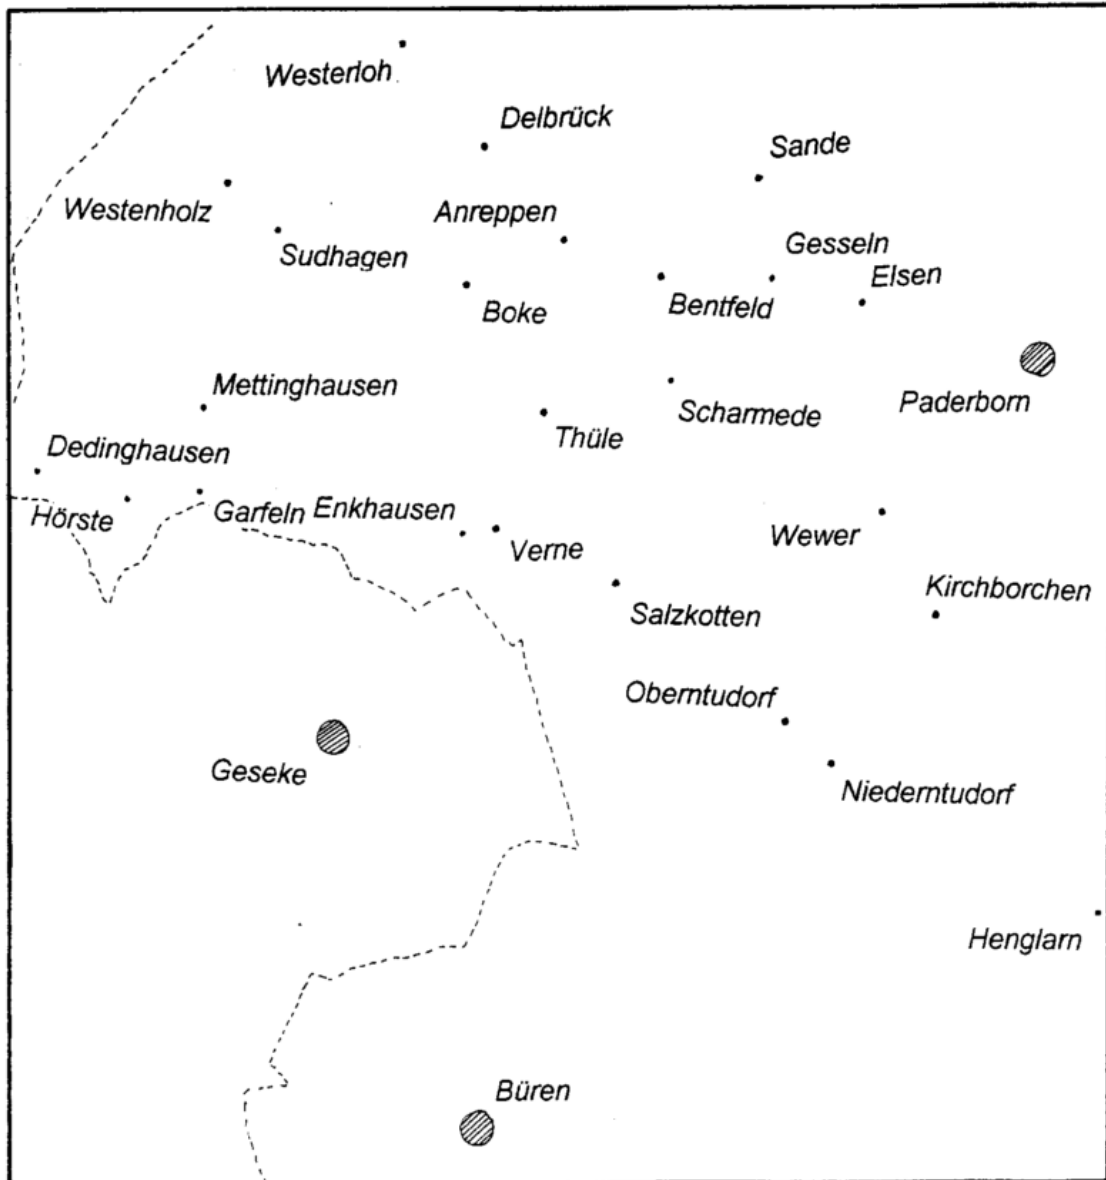 Westerloh
Delbrück
Sande
Westenholz
Anreppen
Sudhagen
Gesseln
Elsen
Boke
Bentfeld
Mettinghausen
Paderborn
Scharmede
Thüle
Dedinghausen
Hörste
Garfeln
Enkhausen
Verne
Wewer
Kirchborchen
Salzkotten
Oberntudorf
Geseke
Niederntudorf
Henglarn
Büren